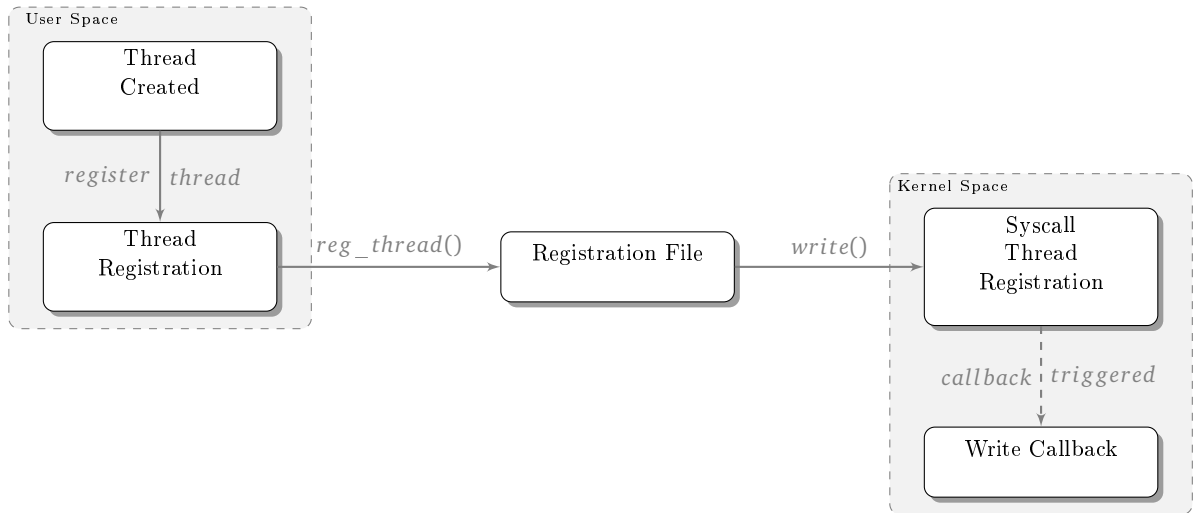 User Space
Thread
Created
register thread
Thread
Registration
reg_thread()
Registration File
write()
Kernel Space
Syscall
Thread
Registration
callback triggered
Write Callback